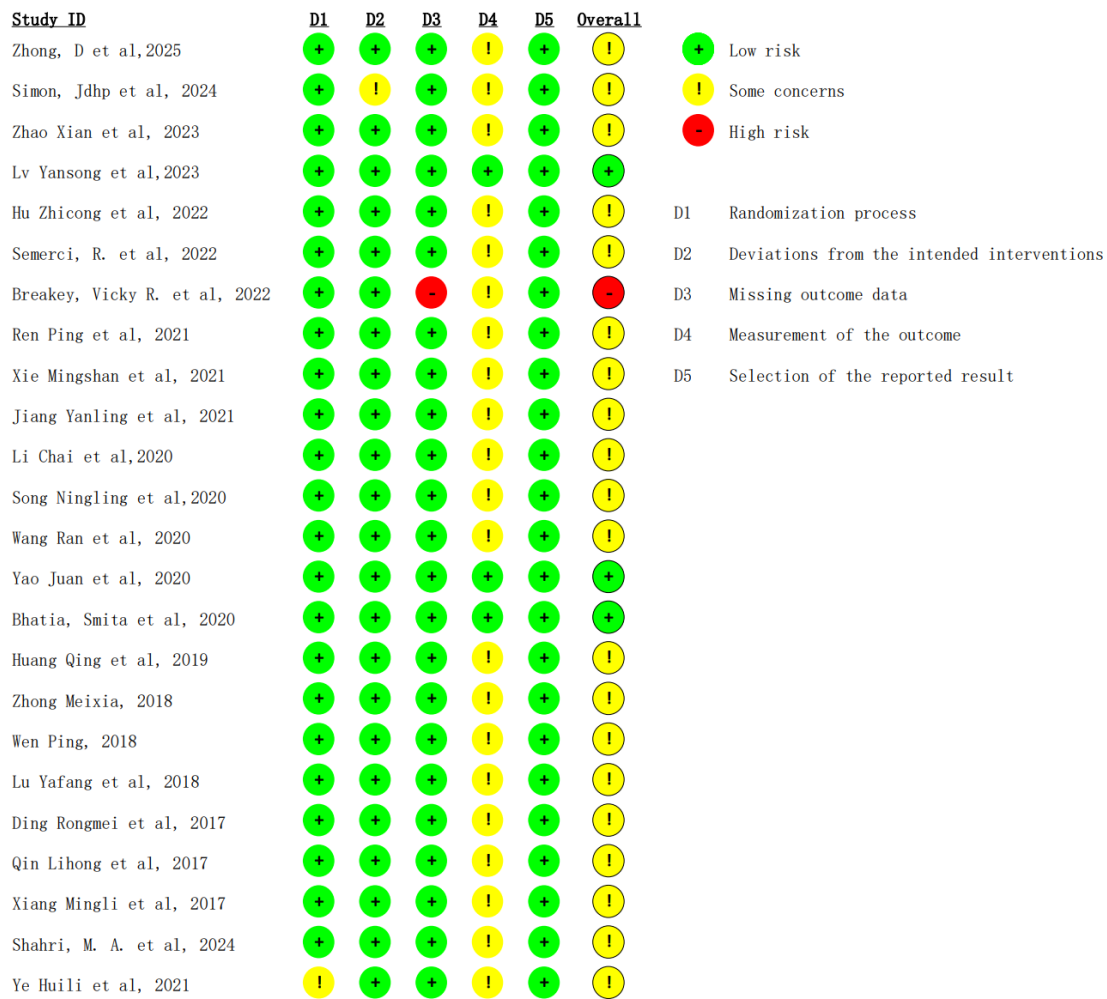 Study ID D1 D2 D3 D4 D5 Overall
Zhong, D et al,2025 + + + ! + !
Simon, Jdhp et al, 2024 + ! + ! + !
Zhao Xian et al, 2023 + + + ! + !
Lv Yansong et al,2023 + + + + + +
Hu Zhicong et al, 2022 + + + ! + !
Semerci, R. et al, 2022 + + + ! + !
Breakey, Vicky R. et al, 2022 + + - ! + -
Ren Ping et al, 2021 + + + ! + !
Xie Mingshan et al, 2021 + + + ! + !
Jiang Yanling et al, 2021 + + + ! + !
Li Chai et al,2020 + + + ! + !
Song Ningling et al,2020 + + + ! + !
Wang Ran et al, 2020 + + + ! + !
Yao Juan et al, 2020 + + + + + +
Bhatia, Smita et al, 2020 + + + + + +
Huang Qing et al, 2019 + + + ! + !
Zhong Meixia, 2018 + + + ! + !
Wen Ping, 2018 + + + ! + !
Lu Yafang et al, 2018 + + + ! + !
Ding Rongmei et al, 2017 + + + ! + !
Qin Lihong et al, 2017 + + + ! + !
Xiang Mingli et al, 2017 + + + ! + !
Shahri, M. A. et al, 2024 + + + ! + !
Ye Huili et al, 2021 ! + + ! + !
+ Low risk
! Some concerns
- High risk
D1 Randomization process
D2 Deviations from the intended interventions
D3 Missing outcome data
D4 Measurement of the outcome
D5 Selection of the reported result